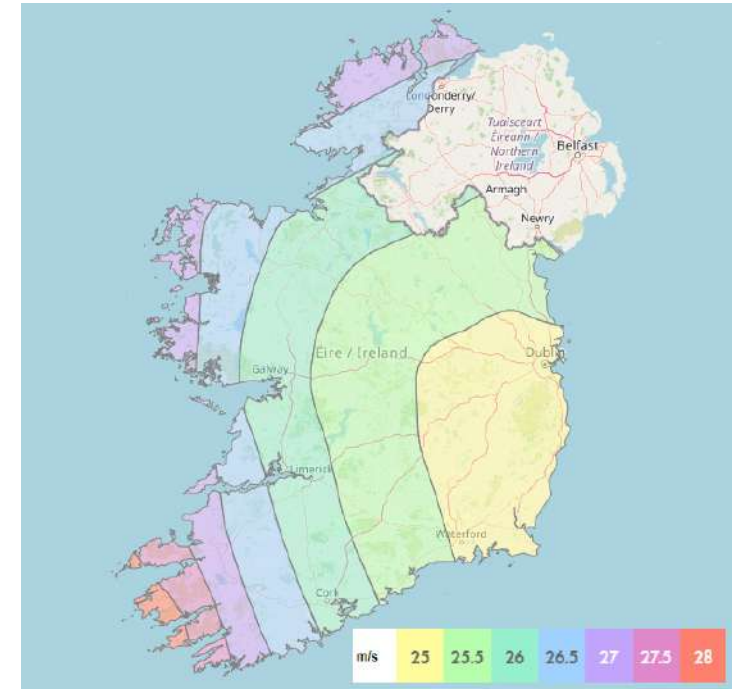 Londonderry/
Derry
Tuaisceart
Éireann /
Northern
Ireland
Belfast
Armagh
Newry
Éire / Ireland
Dublin
Galway
Limerick
Waterford
Cork
m/s 25 25.5 26 26.5 27 27.5 28